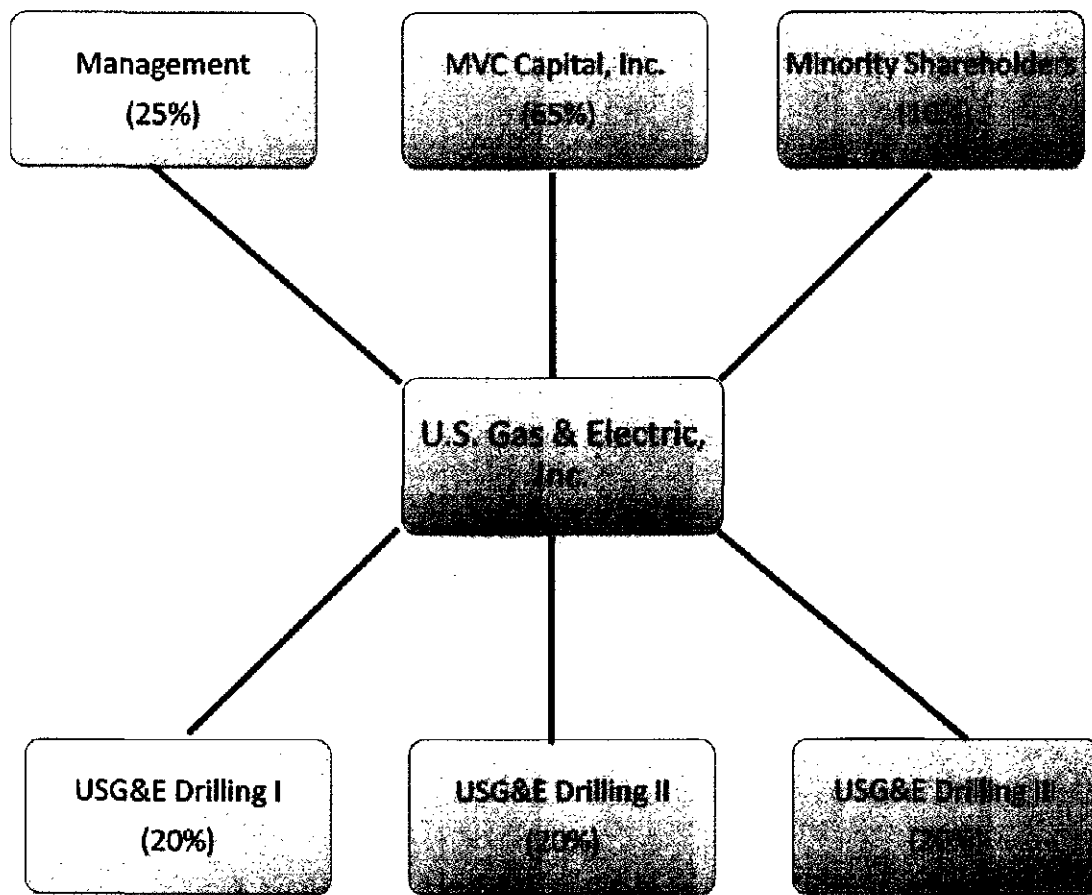 Management
(25%)
MVC Capital, Inc.
(65%)
Minority Shareholders
(10%)
U.S. Gas & Electric,
Inc.
USG&E Drilling I
(20%)
USG&E Drilling II
(20%)
USG&E Drilling III